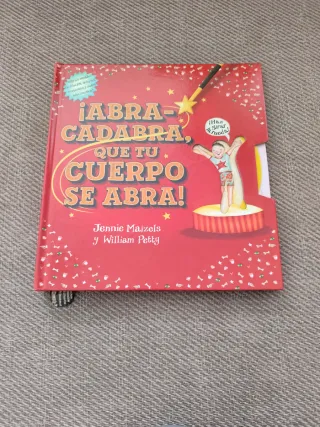 ¡ABRA-
CADABRA,
QUE TU
CUERPO
SE ABRA!
Jennie Maizels
y William Petty